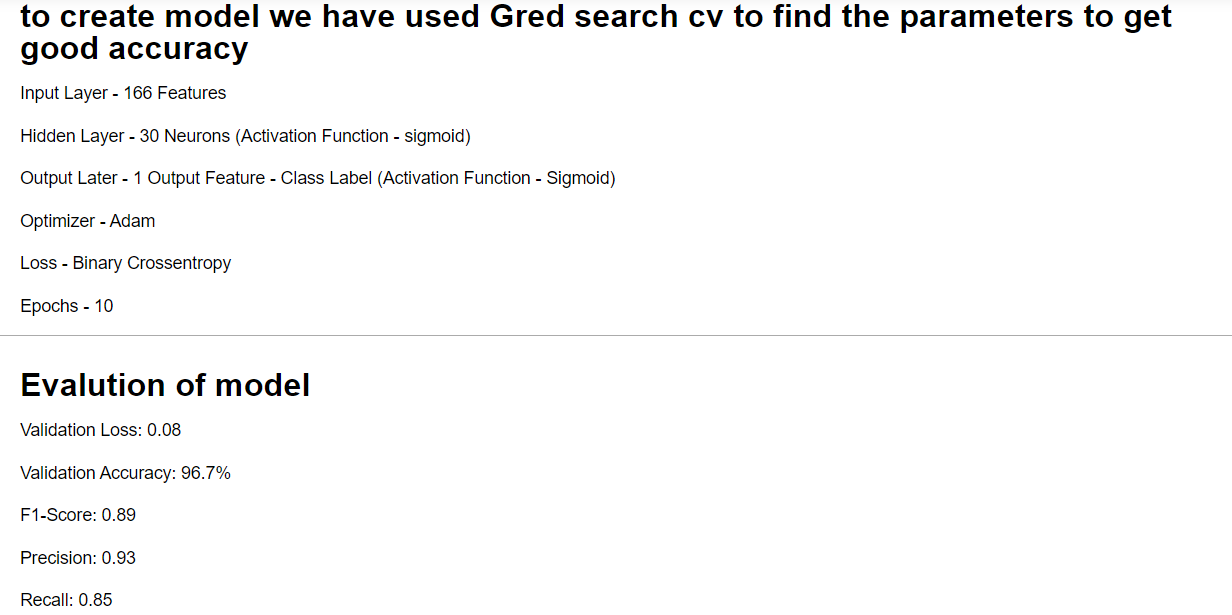 to create model we have used Gred search cv to find the parameters to get
good accuracy
Input Layer - 166 Features
Hidden Layer - 30 Neurons (Activation Function - sigmoid)
Output Later - 1 Output Feature - Class Label (Activation Function - Sigmoid)
Optimizer - Adam
Loss - Binary Crossentropy
Epochs - 10
Evalution of model
Validation Loss: 0.08
Validation Accuracy: 96.7%
F1-Score: 0.89
Precision: 0.93
Recall: 0.85